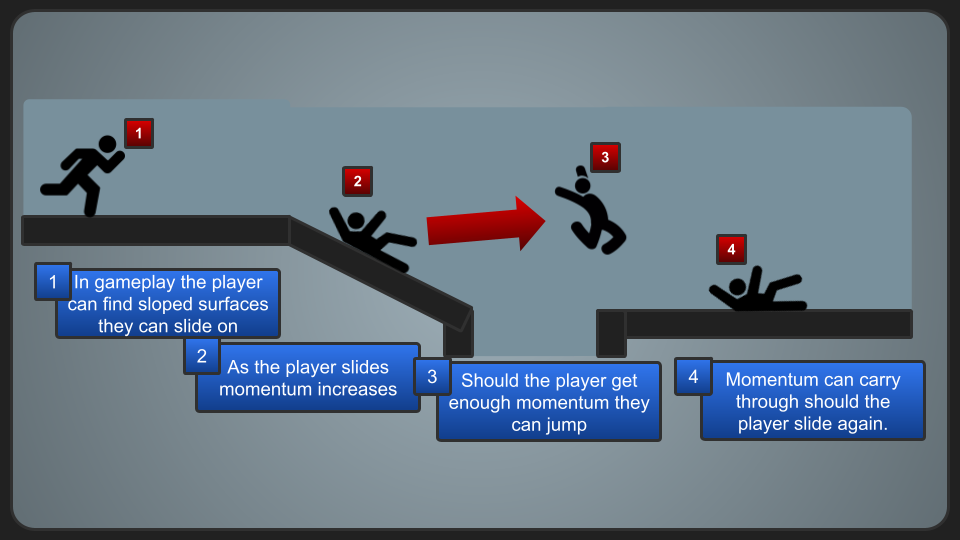 1
2
3
4
1
In gameplay the player
can find sloped surfaces
they can slide on
2
As the player slides
momentum increases
3
Should the player get
enough momentum they
can jump
4
Momentum can carry
through should the
player slide again.